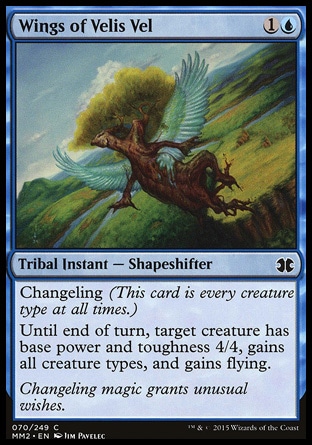 Wings of Velis Vel 1
Tribal Instant — Shapeshifter
Changeling (This card is every creature
type at all times.)
Until end of turn, target creature has
base power and toughness 4/4, gains
all creature types, and gains flying.
Changeling magic grants unusual
wishes.
070/249 C
MM2 • EN Jim Pavelec
™ & © 2015 Wizards of the Coast